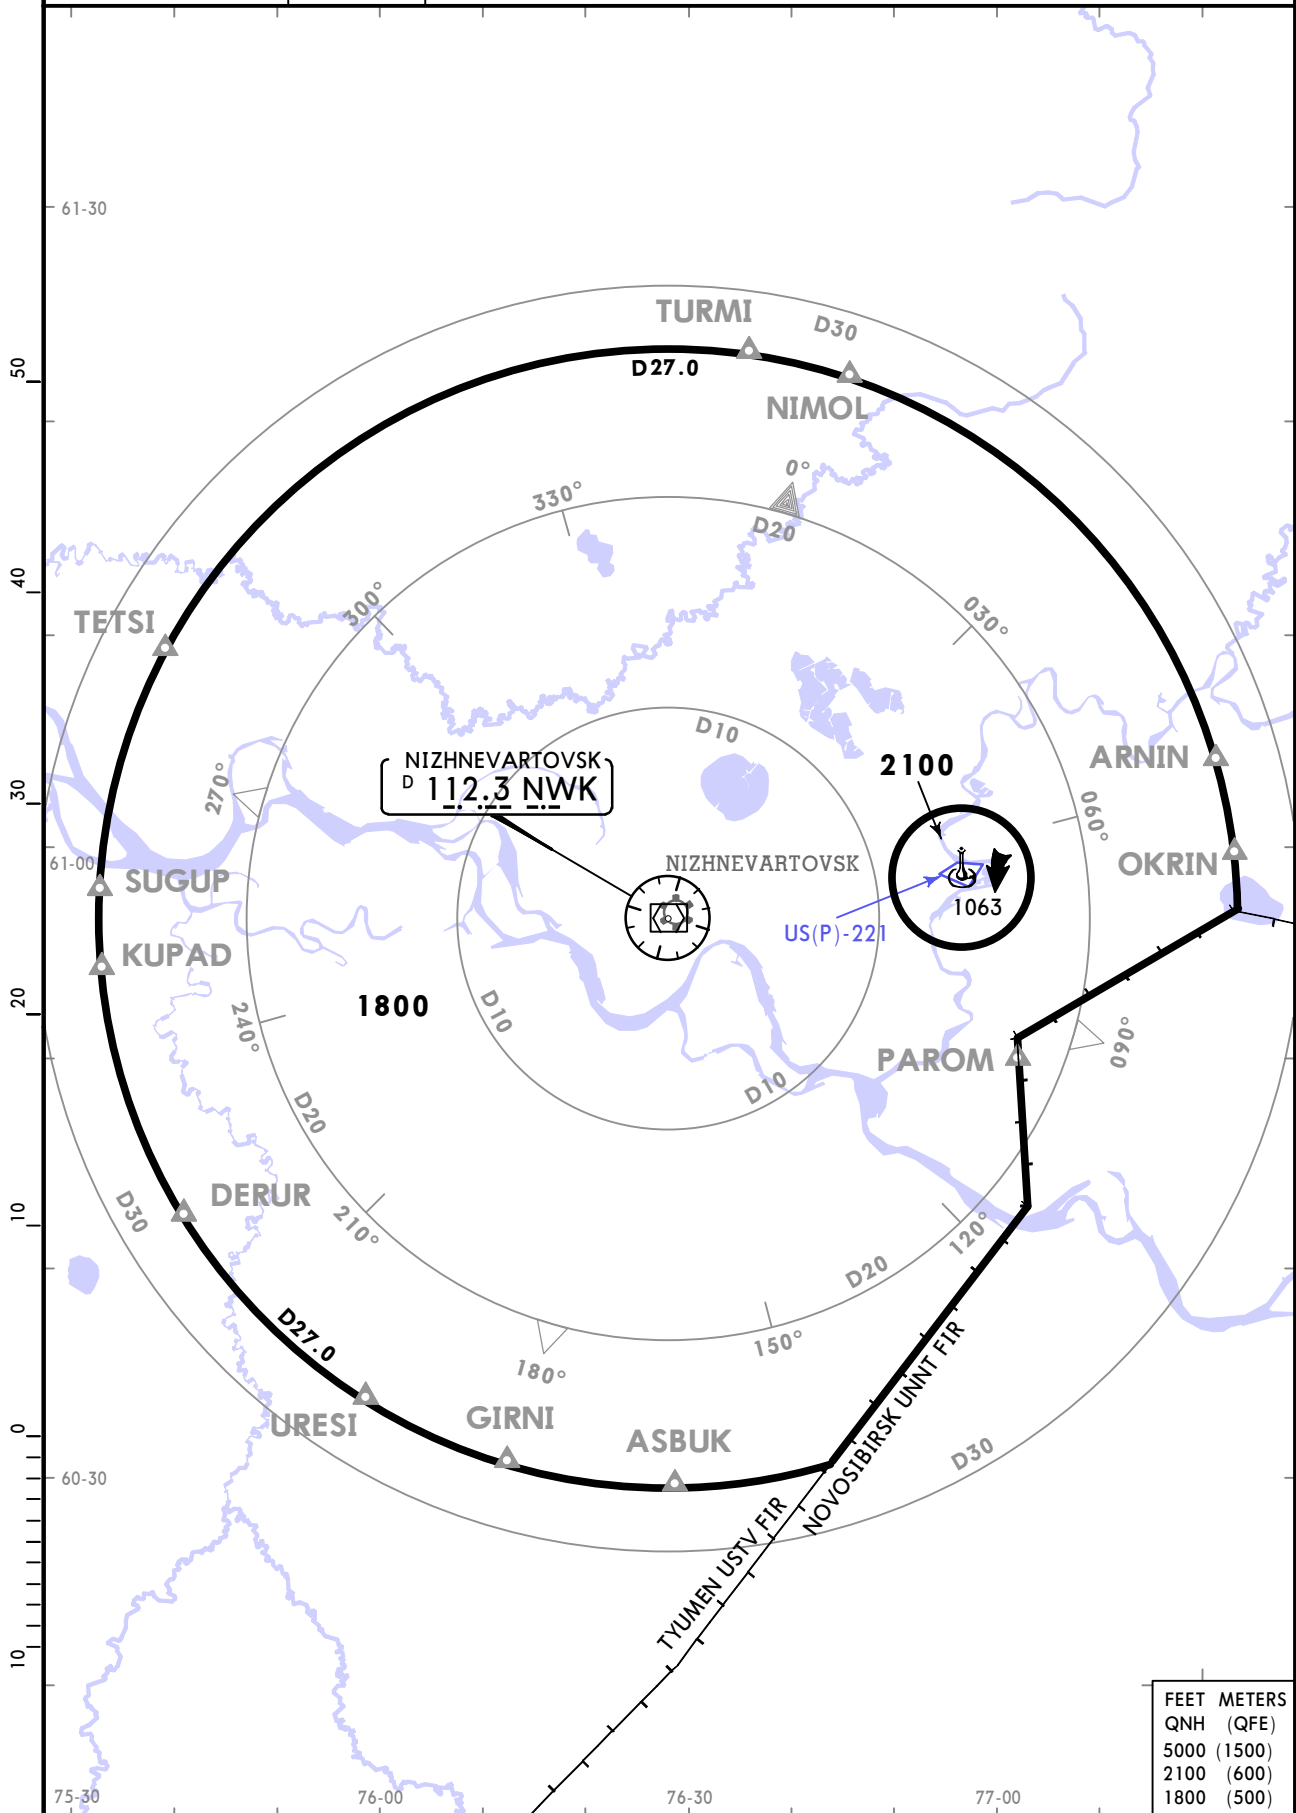 61-30
TURMI
D30
D27.0
50
NIMOL
0°
330°
D20
40
300°
TETSI
030°
D10
NIZHNEVARTOVSK
D 112.3 NWK
2100
ARNIN
270°
30
060°
NIZHNEVARTOVSK
OKRIN
61-00
SUGUP
1063
US(P)-221
KUPAD
1800
20
D10
240°
090°
PAROM
D10
D20
DERUR
D30
210°
10
120°
D20
D27.0
150°
180°
URESI
GIRNI
ASBUK
0
NOVOSIBIRSK UNNT FIR
D30
60-30
TYUMEN USTV FIR
10
FEET METERS
QNH (QFE)
5000 (1500)
2100 (600)
1800 (500)
75-30
76-00
76-30
77-00